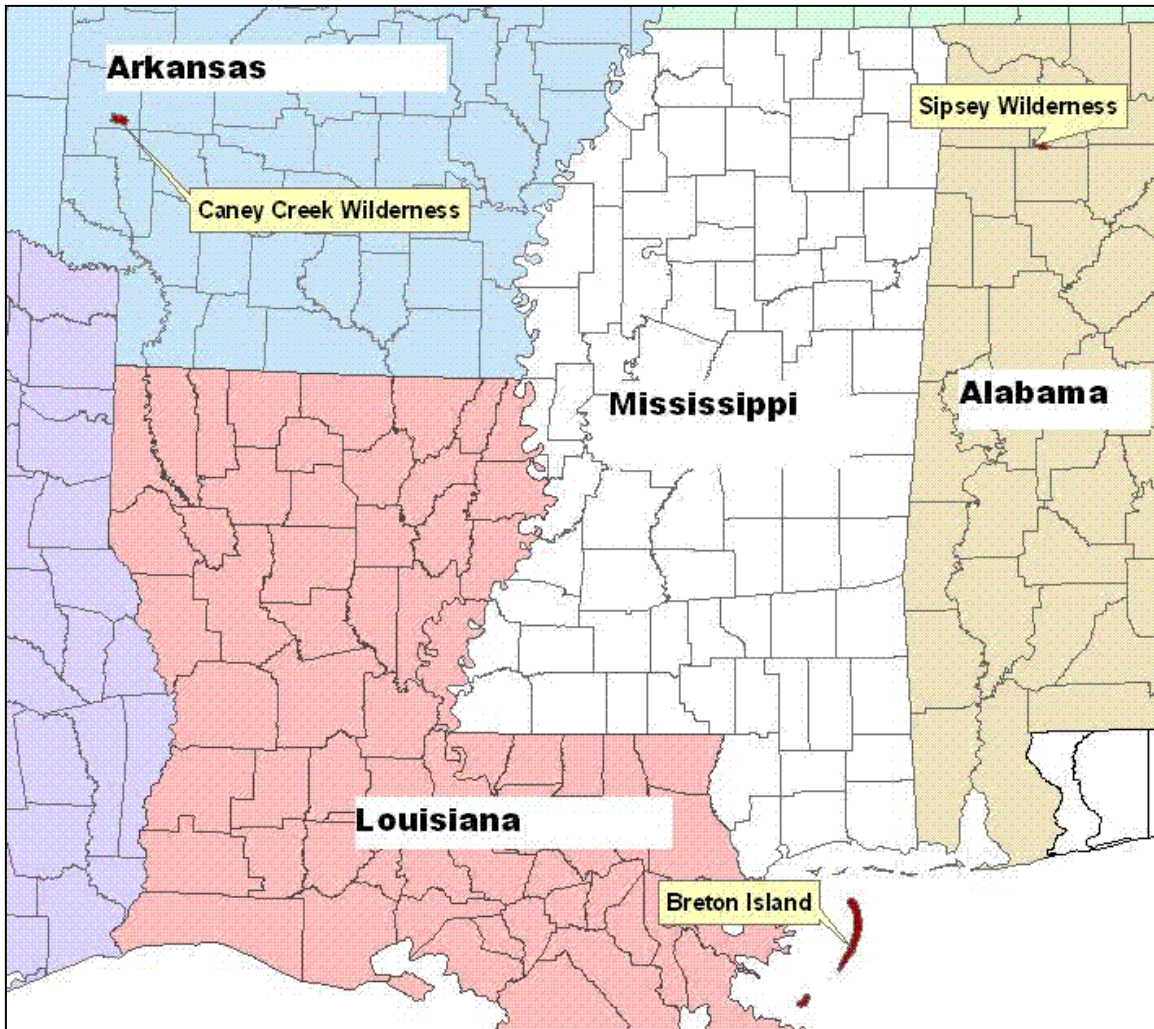 Arkansas
Sipsey Wilderness
Caney Creek Wilderness
Mississippi
Alabama
Louisiana
Breton Island